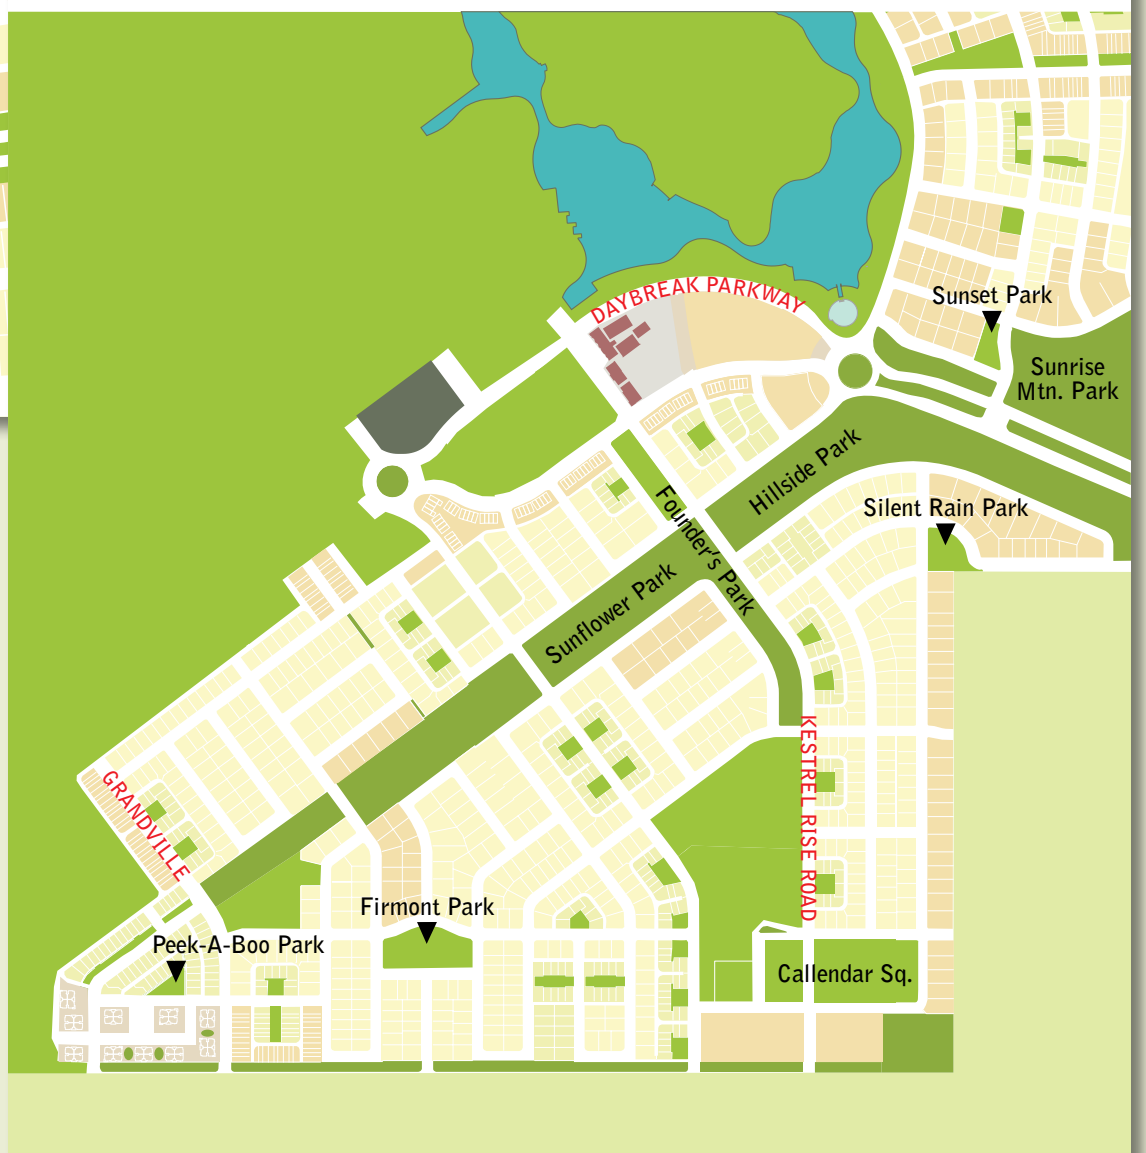 DAYBREAK PARKWAY
Sunset Park
Sunrise
Mtn. Park
Hillside Park
Silent Rain Park
Founder's Park
Sunflower Park
KESTREL RISE ROAD
GRANDVILLE
Firmont Park
Peek-A-Boo Park
Callendar Sq.